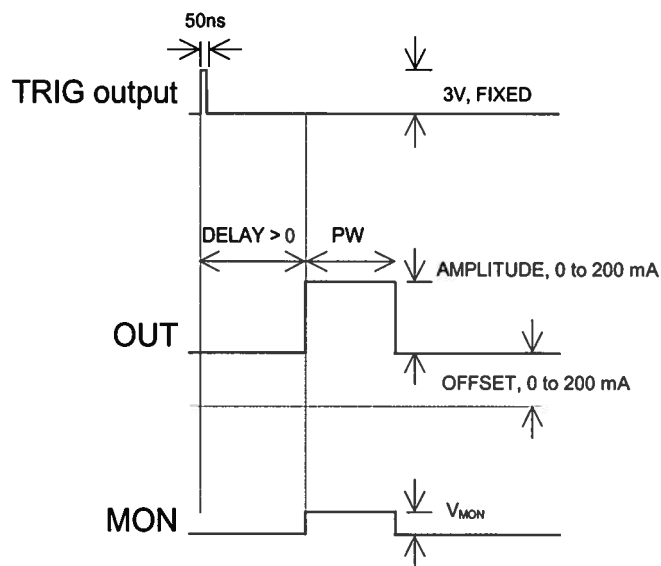 50ns
TRIG output
3V, FIXED
DELAY > 0
PW
AMPLITUDE, 0 to 200 mA
OUT
OFFSET, 0 to 200 mA
MON
VMON